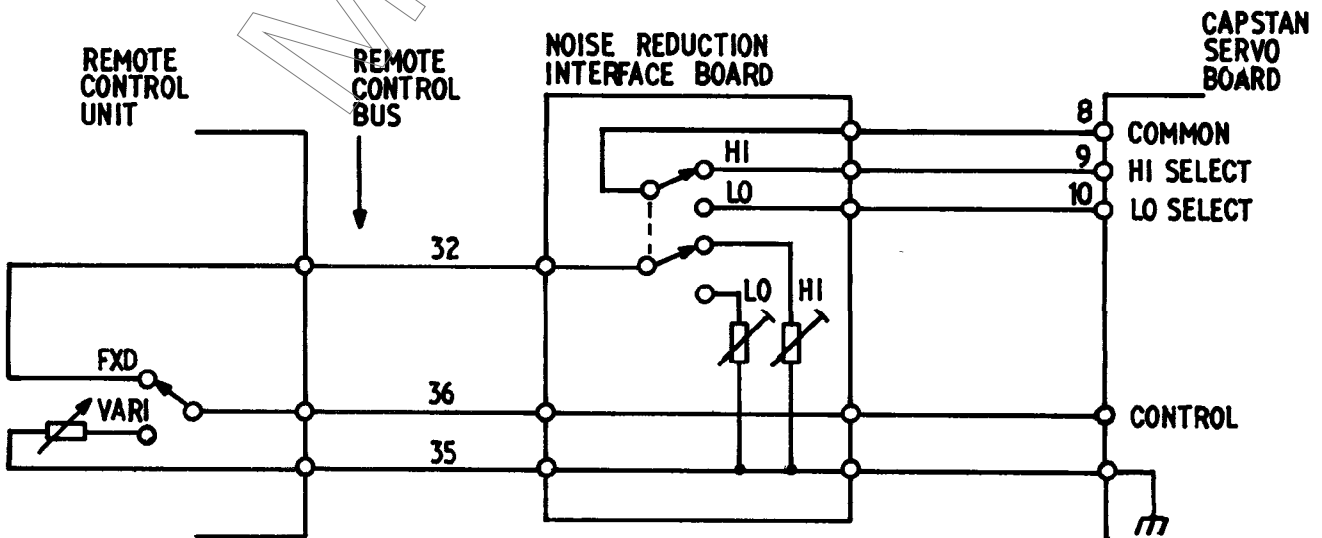 REMOTE
CONTROL
UNIT
REMOTE
CONTROL
BUS
NOISE REDUCTION
INTERFACE BOARD
CAPSTAN
SERVO
BOARD
8
COMMON
HI
9
HI SELECT
LO
10
LO SELECT
32
LO
HI
FXD
36
VARI
CONTROL
35